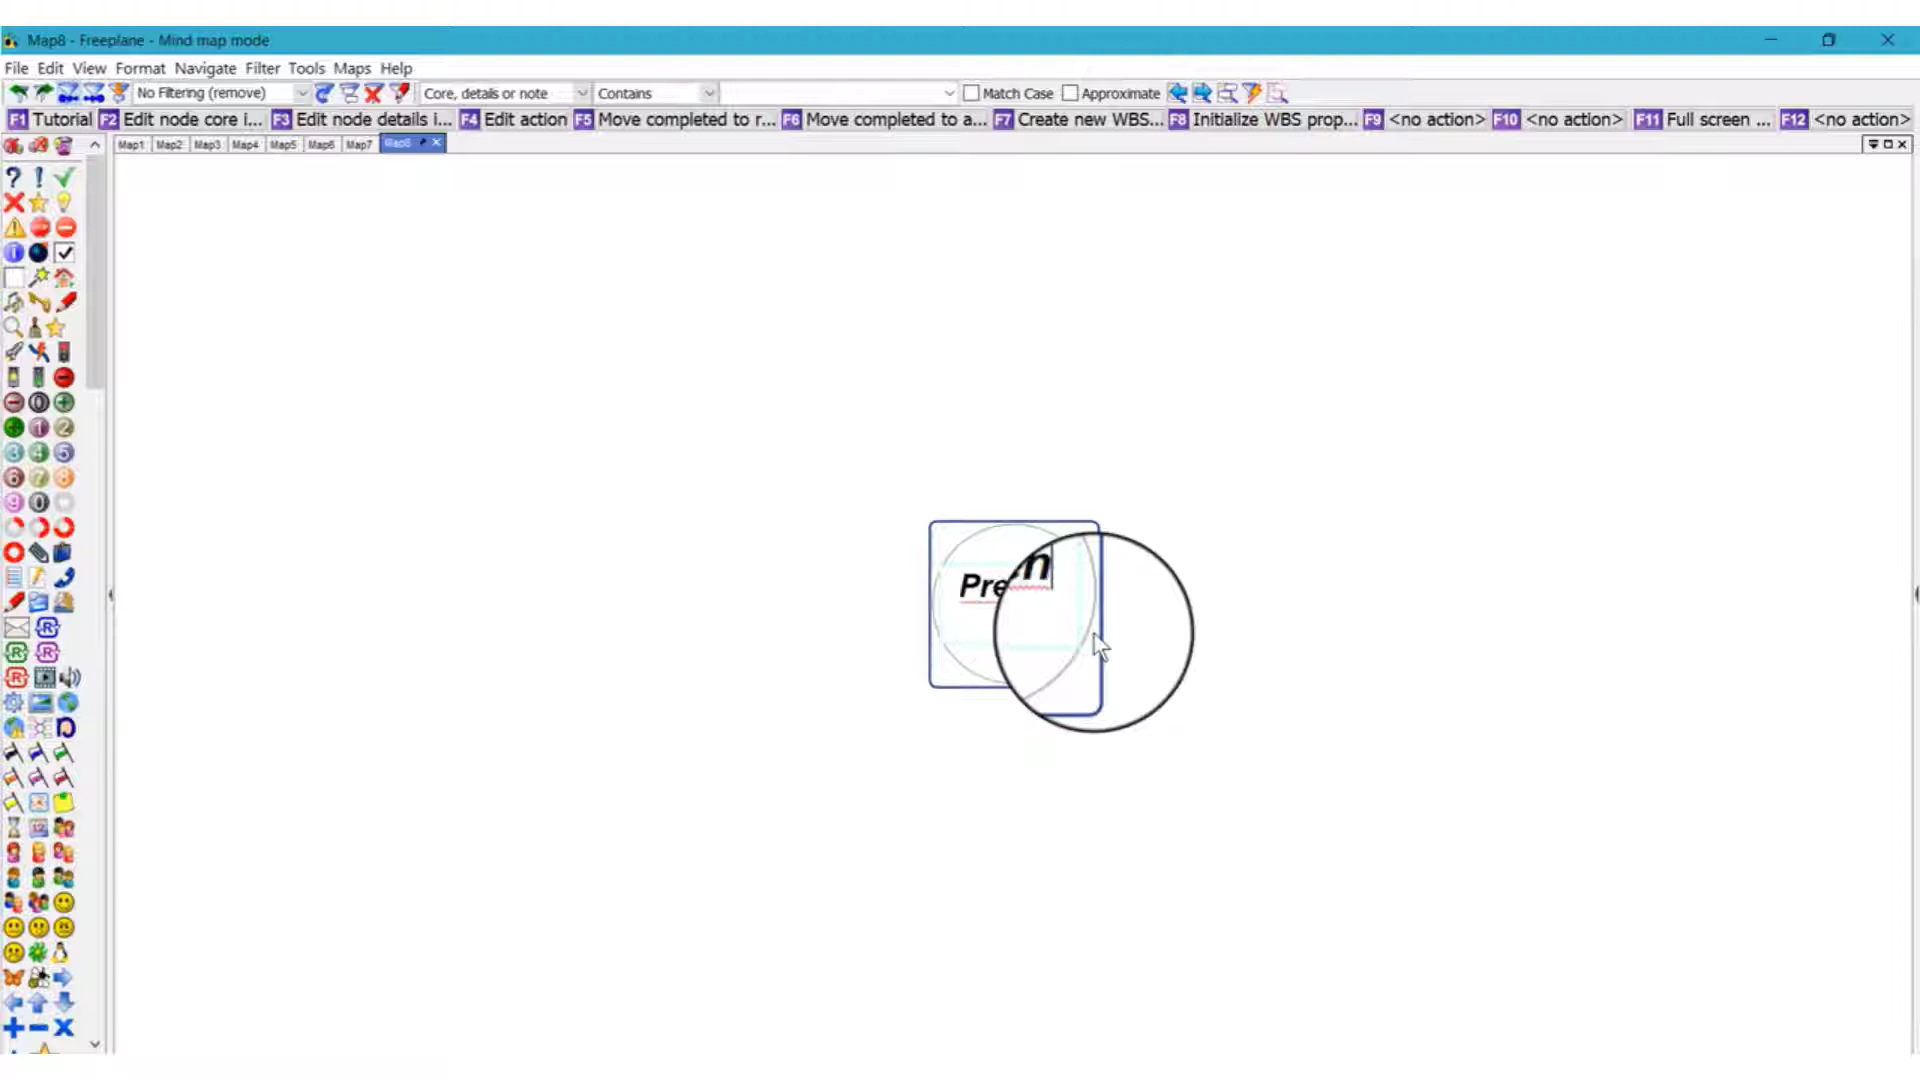 Map8 - Freeplane - Mind map mode
File Edit View Format Navigate Filter Tools Maps Help
No Filtering (remove) Core, details or note Contains Match Case Approximate
F1 Tutorial F2 Edit node core i... F3 Edit node details i... F4 Edit action F5 Move completed to r... F6 Move completed to a... F7 Create new WBS... F8 Initialize WBS prop... F9 <no action> F10 <no action> F11 Full screen ... F12 <no action>
Map1 Map2 Map3 Map4 Map5 Map6 Map7 Map8
Pre